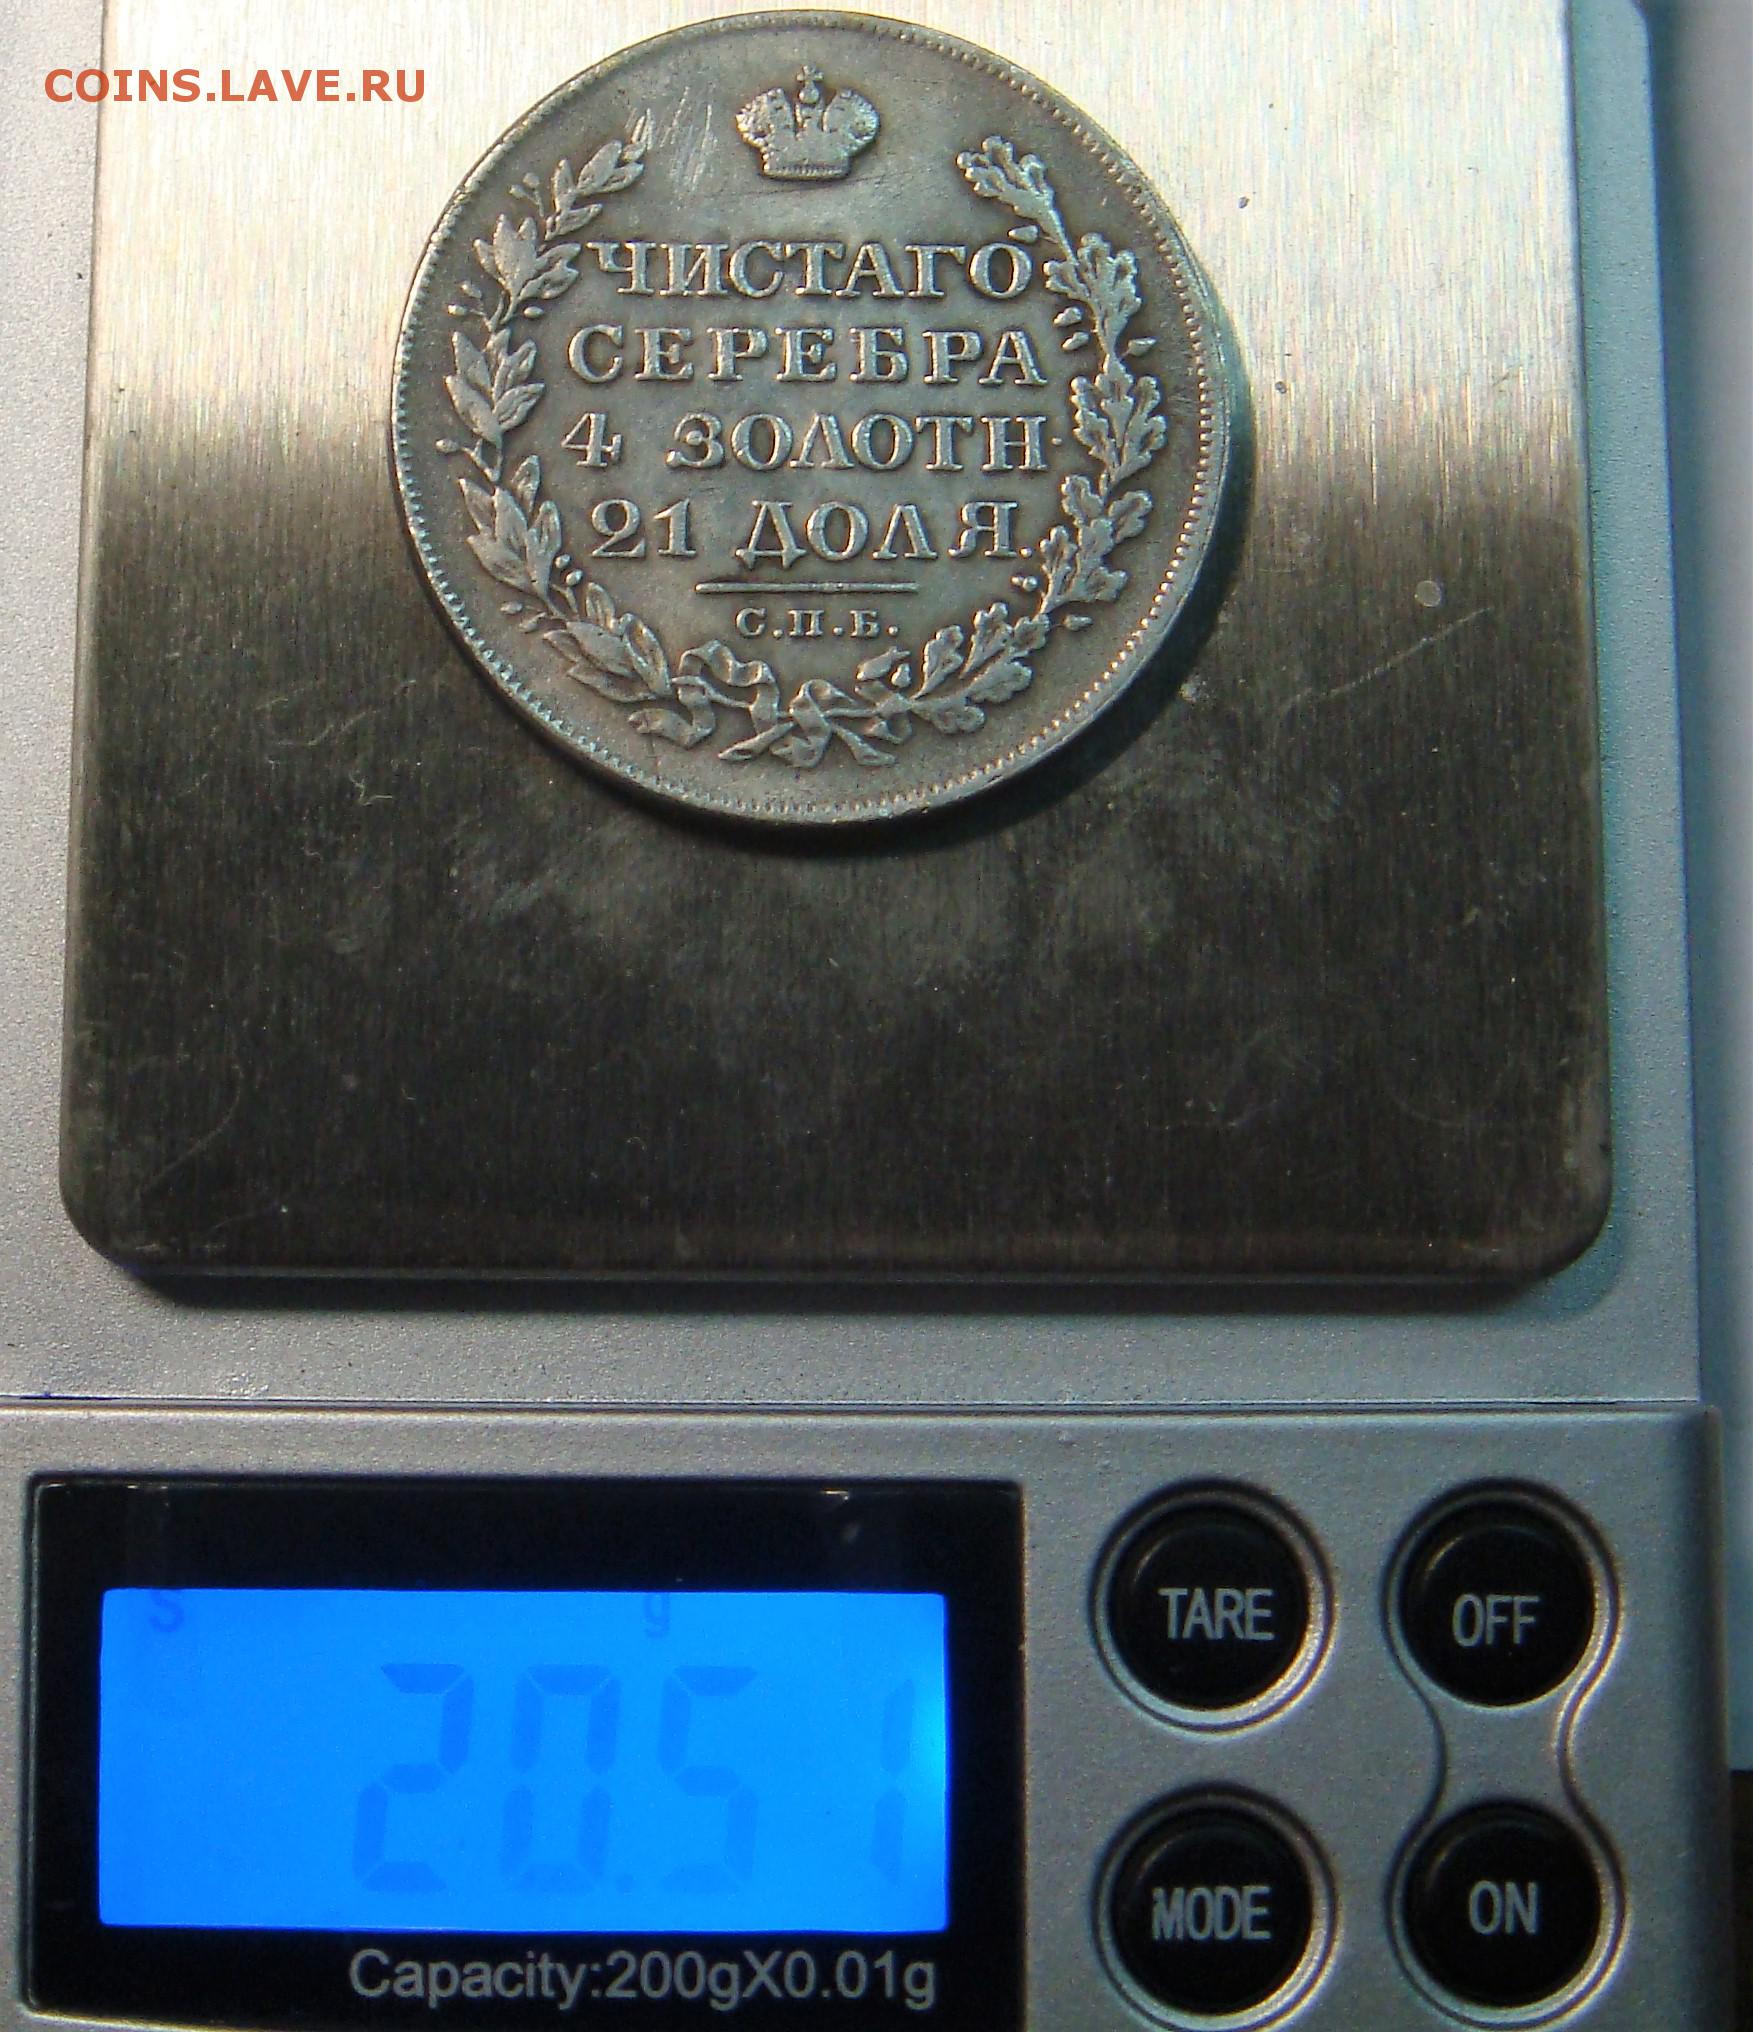 COINS.LAVE.RU
ЧИСТАГО
СЕРЕБРА
4 ЗОЛОТН·
21 ДОЛЯ.
С.П.Б.
S g
20.51
TARE OFF
MODE ON
Capacity:200gX0.01g